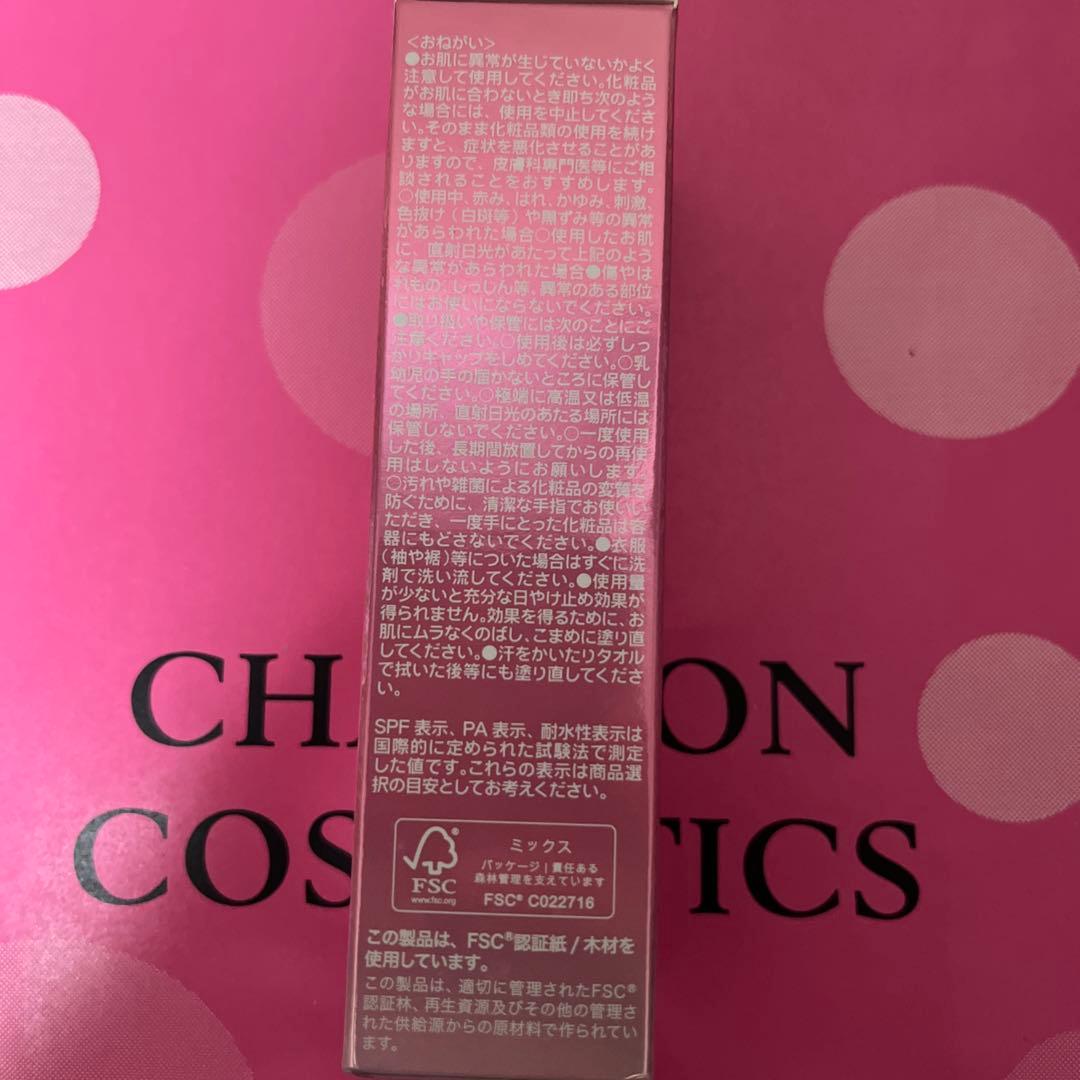 <おねがい>
●お肌に異常が生じていないかよく
注意して使用してください。化粧品
がお肌に合わないとき即ち次のよう
な場合には、使用を中止してくださ
い。そのまま化粧品類の使用を続け
ますと、症状を悪化させることがあ
りますので、皮膚科専門医等にご相
談されることをおすすめします。
○使用中、赤み、はれ、かゆみ、刺激、
色抜け(白斑等)や黒ずみ等の異常
があらわれた場合○使用したお肌
に、直射日光があたって上記のよう
な異常があらわれた場合●傷やは
れもの、しっしん等、異常のある部位
にはお使いにならないでください。
●取り扱いや保管には次のことにご
注意ください。○使用後は必ずしっ
かりキャップをしめてください。○乳
幼児の手の届かないところに保管し
てください。○極端に高温又は低温
の場所、直射日光のあたる場所には
保管しないでください。○一度使用
した後、長期間放置してからの再使
用はしないようにお願いします。
○汚れや雑菌による化粧品の変質を
防ぐために、清潔な手指でお使いい
ただき、一度手にとった化粧品は容
器にもどさないでください。●衣服
(袖や裾)等についた場合はすぐに洗
剤で洗い流してください。●使用量
が少ないと充分な日やけ止め効果が
得られません。効果を得るために、お
肌にムラなくのばし、こまめに塗り直
してください。●汗をかいたりタオル
で拭いた後等にも塗り直してくださ
い。
SPF表示、PA表示、耐水性表示は
国際的に定められた試験法で測定
した値です。これらの表示は商品選
択の目安としてお考えください。
FSC
www.fsc.org
ミックス
パッケージ|責任ある
森林管理を支えています
FSC® C022716
この製品は、FSC®認証紙/木材を
使用しています。
この製品は、適切に管理されたFSC®
認証林、再生資源及びその他の管理さ
れた供給源からの原材料で作られてい
ます。
CHA ON
COS TICS